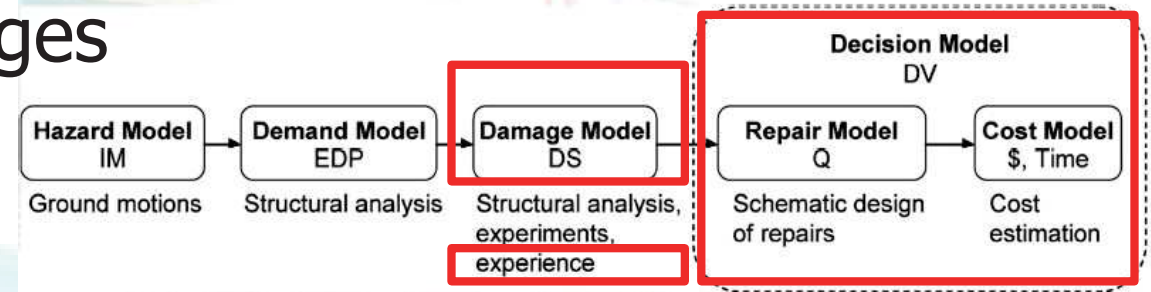 ges
Decision Model
DV
Hazard Model
IM
Demand Model
EDP
Damage Model
DS
Repair Model
Q
Cost Model
$, Time
Ground motions
Structural analysis
Structural analysis,
experiments,
experience
Schematic design
of repairs
Cost
estimation